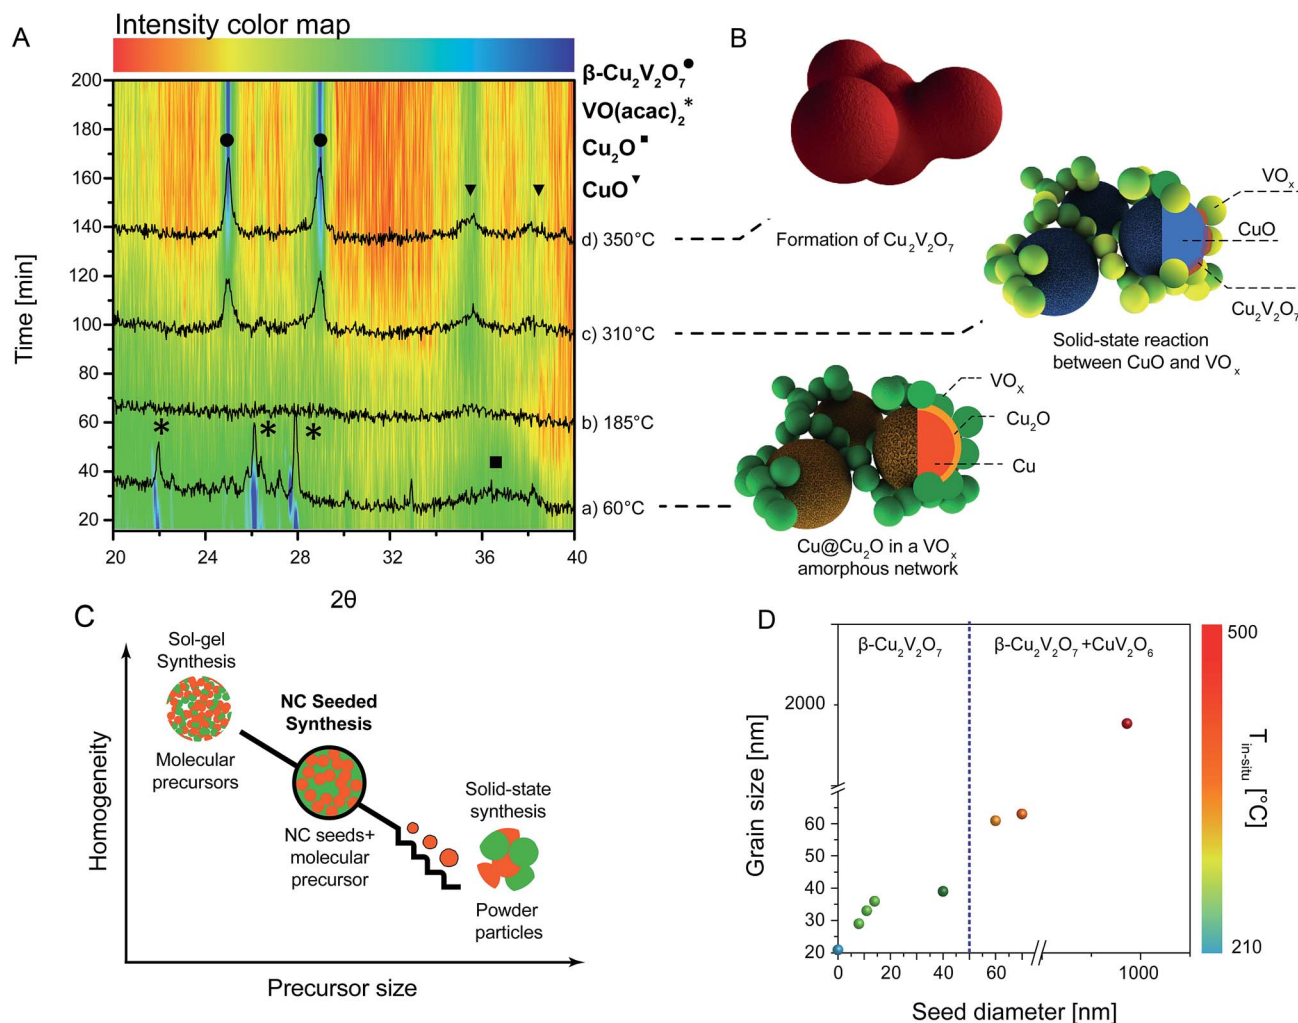 A
Intensity color map
β-Cu₂V₂O₇●
VO(acac)₂*
Cu₂O■
CuO▼
Time [min]
200
180
160
140
120
100
80
60
40
20
d) 350°C
c) 310°C
b) 185°C
a) 60°C
* * *
20 24 28 32 36 40
2θ
B
Formation of Cu₂V₂O₇
VOₓ
CuO
Cu₂V₂O₇
Solid-state reaction
between CuO and VOₓ
VOₓ
Cu₂O
Cu
Cu@Cu₂O in a VOₓ
amorphous network
C
Homogeneity
Sol-gel
Synthesis
Molecular
precursors
NC Seeded
Synthesis
NC seeds+
molecular
precursor
Solid-state
synthesis
Powder
particles
Precursor size
D
β-Cu₂V₂O₇
β-Cu₂V₂O₇+CuV₂O₆
Grain size [nm]
2000
60
50
40
30
20
0 20 40 60 1000
Seed diameter [nm]
500
210
T in-situ [°C]